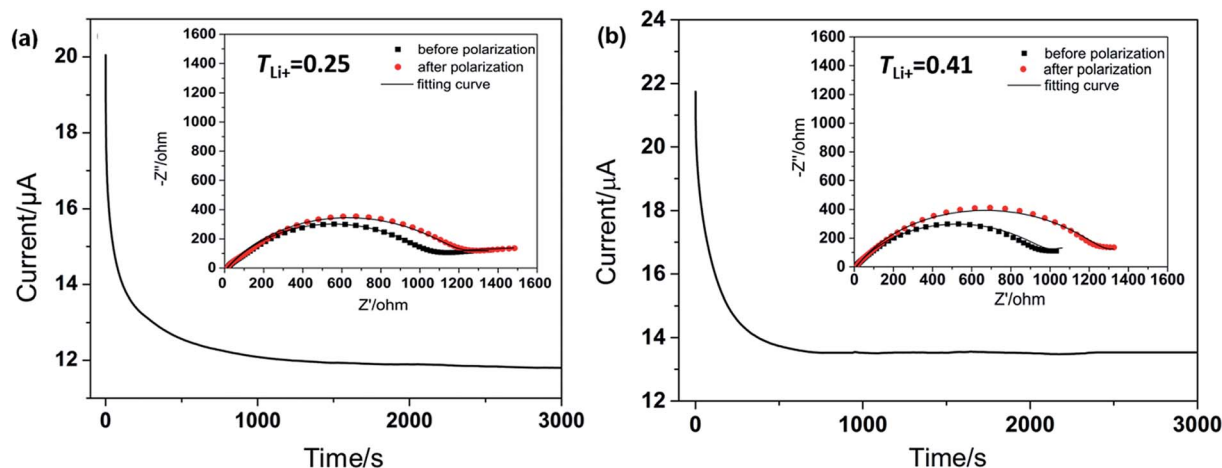 (a)
20
18
16
14
12
Current/μA
0
1000
2000
3000
Time/s
1600
1400
1200
1000
800
600
400
200
0
-Z''/ohm
0 200 400 600 800 1000 1200 1400 1600
Z'/ohm
TLi+=0.25
before polarization
after polarization
fitting curve
(b)
24
22
20
18
16
14
12
Current/μA
0
1000
2000
3000
Time/s
1600
1400
1200
1000
800
600
400
200
0
-Z''/ohm
0 200 400 600 800 1000 1200 1400 1600
Z'/ohm
TLi+=0.41
before polarization
after polarization
fitting curve